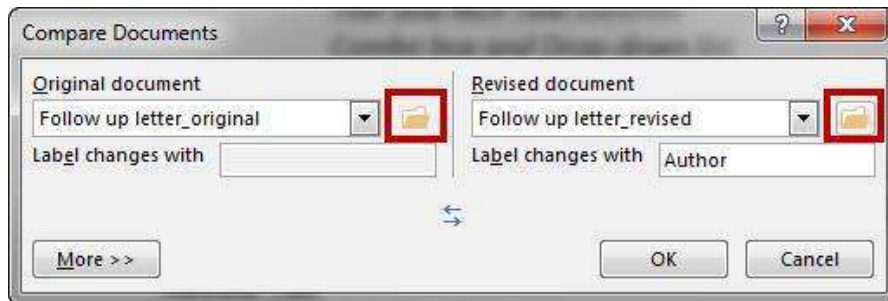 Compare Documents
?
X
Original document
Revised document
Follow up letter_original
Follow up letter_revised
Label changes with
Label changes with Author
More >>
OK
Cancel